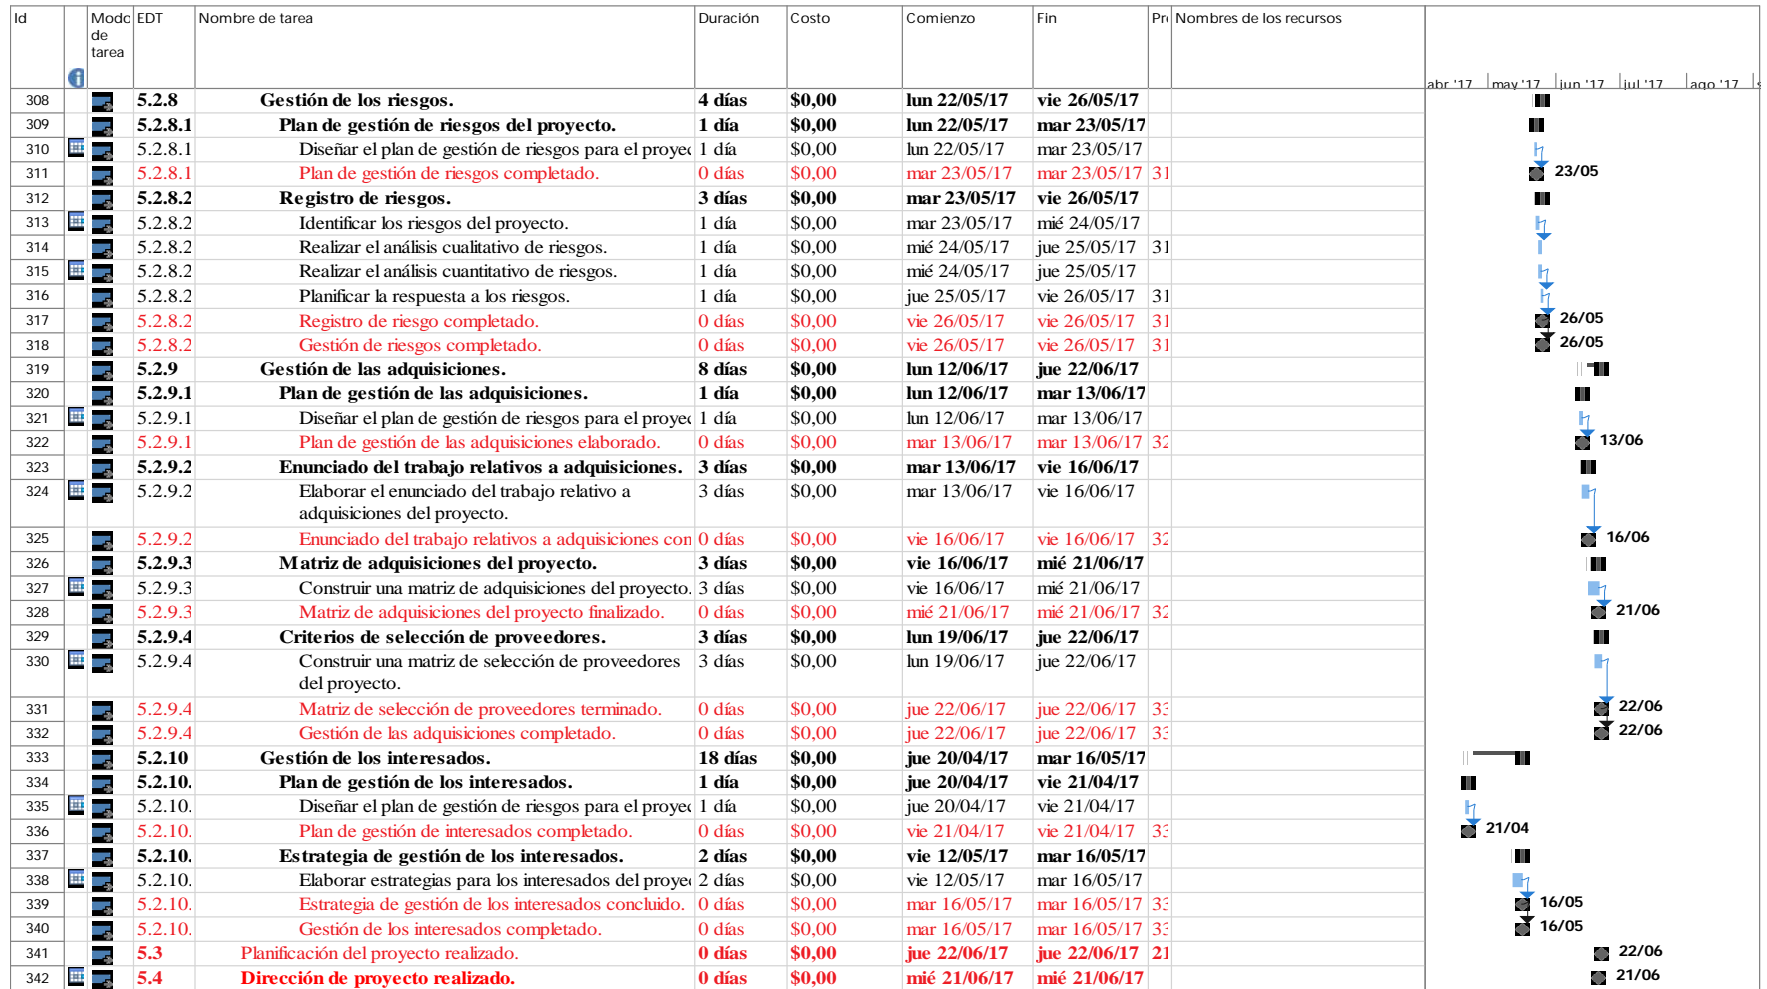 Id Modo de tarea EDT Nombre de tarea Duración Costo Comienzo Fin Pre Nombres de los recursos
abr '17 may '17 jun '17 jul '17 ago '17 s
308 5.2.8 Gestión de los riesgos. 4 días $0,00 lun 22/05/17 vie 26/05/17
309 5.2.8.1 Plan de gestión de riesgos del proyecto. 1 día $0,00 lun 22/05/17 mar 23/05/17
310 5.2.8.1 Diseñar el plan de gestión de riesgos para el proyec 1 día $0,00 lun 22/05/17 mar 23/05/17
311 5.2.8.1 Plan de gestión de riesgos completado. 0 días $0,00 mar 23/05/17 mar 23/05/17 31 23/05
312 5.2.8.2 Registro de riesgos. 3 días $0,00 mar 23/05/17 vie 26/05/17
313 5.2.8.2 Identificar los riesgos del proyecto. 1 día $0,00 mar 23/05/17 mié 24/05/17
314 5.2.8.2 Realizar el análisis cualitativo de riesgos. 1 día $0,00 mié 24/05/17 jue 25/05/17 31
315 5.2.8.2 Realizar el análisis cuantitativo de riesgos. 1 día $0,00 mié 24/05/17 jue 25/05/17
316 5.2.8.2 Planificar la respuesta a los riesgos. 1 día $0,00 jue 25/05/17 vie 26/05/17 31
317 5.2.8.2 Registro de riesgo completado. 0 días $0,00 vie 26/05/17 vie 26/05/17 31 26/05
318 5.2.8.2 Gestión de riesgos completado. 0 días $0,00 vie 26/05/17 vie 26/05/17 31 26/05
319 5.2.9 Gestión de las adquisiciones. 8 días $0,00 lun 12/06/17 jue 22/06/17
320 5.2.9.1 Plan de gestión de las adquisiciones. 1 día $0,00 lun 12/06/17 mar 13/06/17
321 5.2.9.1 Diseñar el plan de gestión de riesgos para el proyec 1 día $0,00 lun 12/06/17 mar 13/06/17
322 5.2.9.1 Plan de gestión de las adquisiciones elaborado. 0 días $0,00 mar 13/06/17 mar 13/06/17 32 13/06
323 5.2.9.2 Enunciado del trabajo relativos a adquisiciones. 3 días $0,00 mar 13/06/17 vie 16/06/17
324 5.2.9.2 Elaborar el enunciado del trabajo relativo a 3 días $0,00 mar 13/06/17 vie 16/06/17
adquisiciones del proyecto.
325 5.2.9.2 Enunciado del trabajo relativos a adquisiciones con 0 días $0,00 vie 16/06/17 vie 16/06/17 32 16/06
326 5.2.9.3 Matriz de adquisiciones del proyecto. 3 días $0,00 vie 16/06/17 mié 21/06/17
327 5.2.9.3 Construir una matriz de adquisiciones del proyecto. 3 días $0,00 vie 16/06/17 mié 21/06/17
328 5.2.9.3 Matriz de adquisiciones del proyecto finalizado. 0 días $0,00 mié 21/06/17 mié 21/06/17 32 21/06
329 5.2.9.4 Criterios de selección de proveedores. 3 días $0,00 lun 19/06/17 jue 22/06/17
330 5.2.9.4 Construir una matriz de selección de proveedores 3 días $0,00 lun 19/06/17 jue 22/06/17
del proyecto.
331 5.2.9.4 Matriz de selección de proveedores terminado. 0 días $0,00 jue 22/06/17 jue 22/06/17 33 22/06
332 5.2.9.4 Gestión de las adquisiciones completado. 0 días $0,00 jue 22/06/17 jue 22/06/17 33 22/06
333 5.2.10 Gestión de los interesados. 18 días $0,00 jue 20/04/17 mar 16/05/17
334 5.2.10. Plan de gestión de los interesados. 1 día $0,00 jue 20/04/17 vie 21/04/17
335 5.2.10. Diseñar el plan de gestión de riesgos para el proyec 1 día $0,00 jue 20/04/17 vie 21/04/17
336 5.2.10. Plan de gestión de interesados completado. 0 días $0,00 vie 21/04/17 vie 21/04/17 33 21/04
337 5.2.10. Estrategia de gestión de los interesados. 2 días $0,00 vie 12/05/17 mar 16/05/17
338 5.2.10. Elaborar estrategias para los interesados del proyec 2 días $0,00 vie 12/05/17 mar 16/05/17
339 5.2.10. Estrategia de gestión de los interesados concluido. 0 días $0,00 mar 16/05/17 mar 16/05/17 33 16/05
340 5.2.10. Gestión de los interesados completado. 0 días $0,00 mar 16/05/17 mar 16/05/17 33 16/05
341 5.3 Planificación del proyecto realizado. 0 días $0,00 jue 22/06/17 jue 22/06/17 21 22/06
342 5.4 Dirección de proyecto realizado. 0 días $0,00 mié 21/06/17 mié 21/06/17 21/06